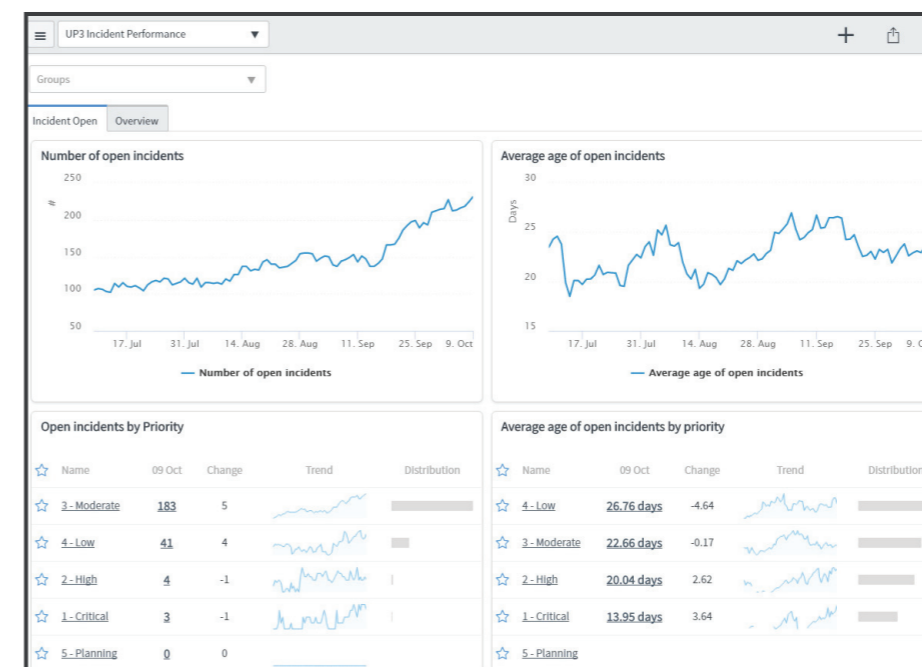 UP3 Incident Performance
Groups
Incident Open Overview
Number of open incidents
250
#
200
150
100
50
17. Jul 31. Jul 14. Aug 28. Aug 11. Sep 25. Sep 9. Oct
Number of open incidents
Average age of open incidents
30
Days
25
20
15
17. Jul 31. Jul 14. Aug 28. Aug 11. Sep 25. Sep 9. O
Average age of open incidents
Open incidents by Priority
Name 09 Oct Change Trend Distribution
3 - Moderate 183 5
4 - Low 41 4
2 - High 4 -1
1 - Critical 3 -1
5 - Planning 0 0
Average age of open incidents by priority
Name 09 Oct Change Trend Distribution
4 - Low 26.76 days -4.64
3 - Moderate 22.66 days -0.17
2 - High 20.04 days 2.62
1 - Critical 13.95 days 3.64
5 - Planning